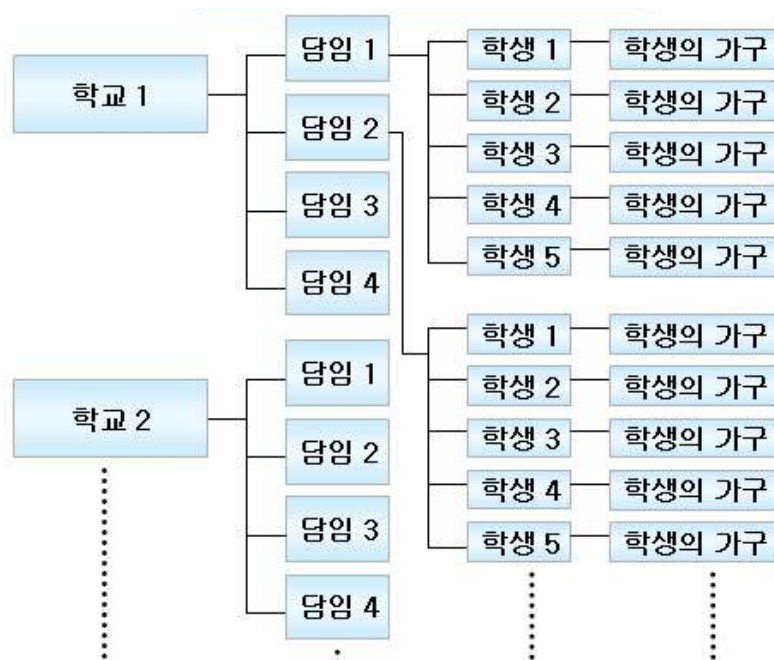 학교 1
담임 1
담임 2
담임 3
담임 4
학생 1
학생의 가구
학생 2
학생의 가구
학생 3
학생의 가구
학생 4
학생의 가구
학생 5
학생의 가구
학생 1
학생의 가구
학생 2
학생의 가구
학생 3
학생의 가구
학생 4
학생의 가구
학생 5
학생의 가구
학교 2
담임 1
담임 2
담임 3
담임 4